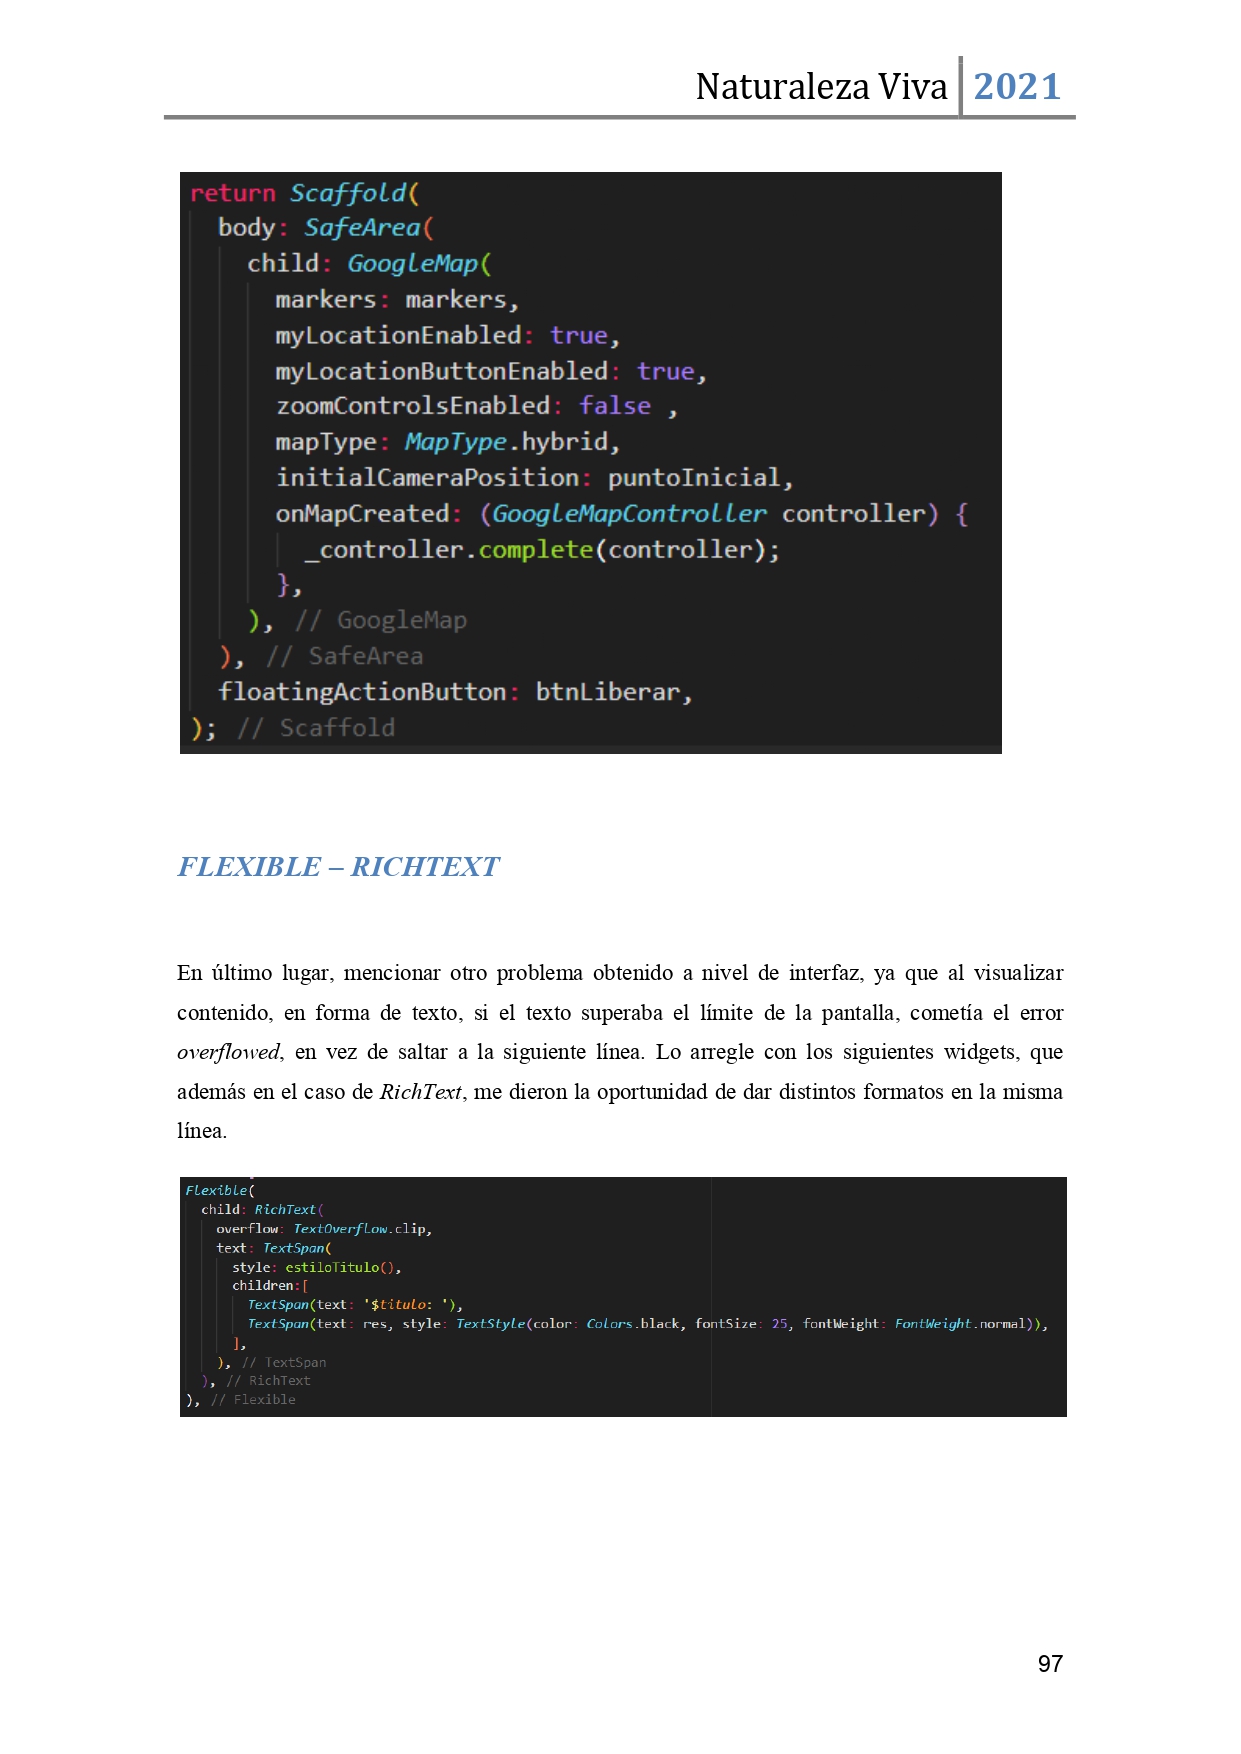 Naturaleza Viva 2021
return Scaffold(
body: SafeArea(
child: GoogleMap(
markers: markers,
myLocationEnabled: true,
myLocationButtonEnabled: true,
zoomControlsEnabled: false ,
mapType: MapType.hybrid,
initialCameraPosition: puntoInicial,
onMapCreated: (GoogleMapController controller) {
_controller.complete(controller);
},
), // GoogleMap
), // SafeArea
floatingActionButton: btnLiberar,
); // Scaffold
FLEXIBLE – RICHTEXT
En último lugar, mencionar otro problema obtenido a nivel de interfaz, ya que al visualizar
contenido, en forma de texto, si el texto superaba el límite de la pantalla, cometía el error
overflowed, en vez de saltar a la siguiente línea. Lo arregle con los siguientes widgets, que
además en el caso de RichText, me dieron la oportunidad de dar distintos formatos en la misma
línea.
Flexible(
child: RichText(
overflow: TextOverflow.clip,
text: TextSpan(
style: estiloTitulo(),
children:[
TextSpan(text: '$titulo: '),
TextSpan(text: res, style: TextStyle(color: Colors.black, fontSize: 25, fontWeight: FontWeight.normal)),
],
), // TextSpan
), // RichText
), // Flexible
97